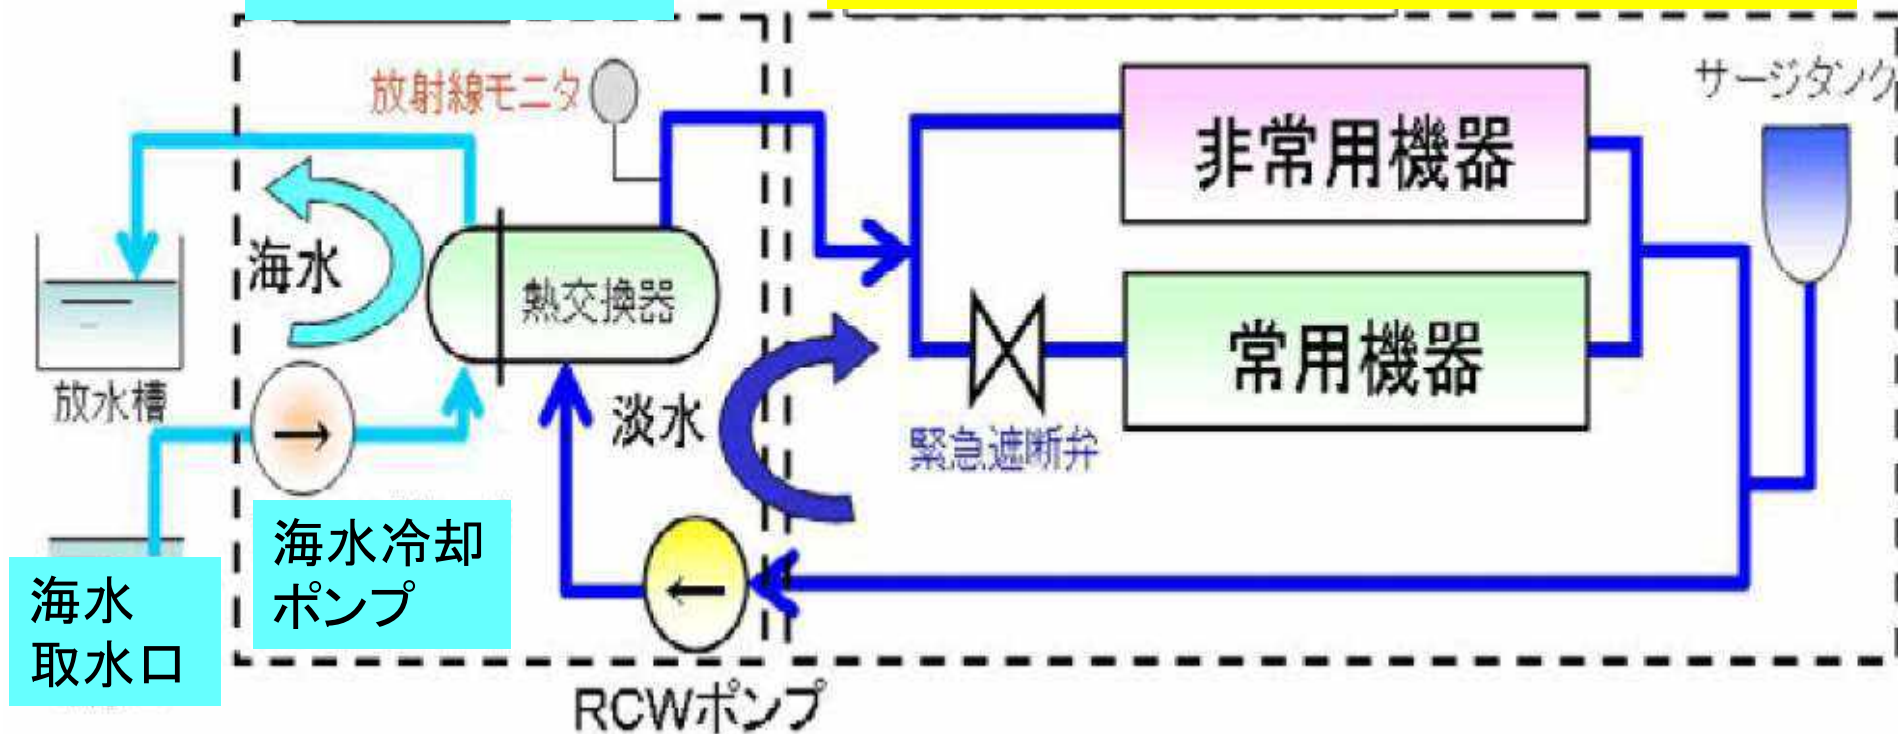 放射線モニタ
サージタンク
非常用機器
海水
熱交換器
常用機器
放水槽
淡水
緊急遮断弁
海水冷却
ポンプ
海水
取水口
RCWポンプ